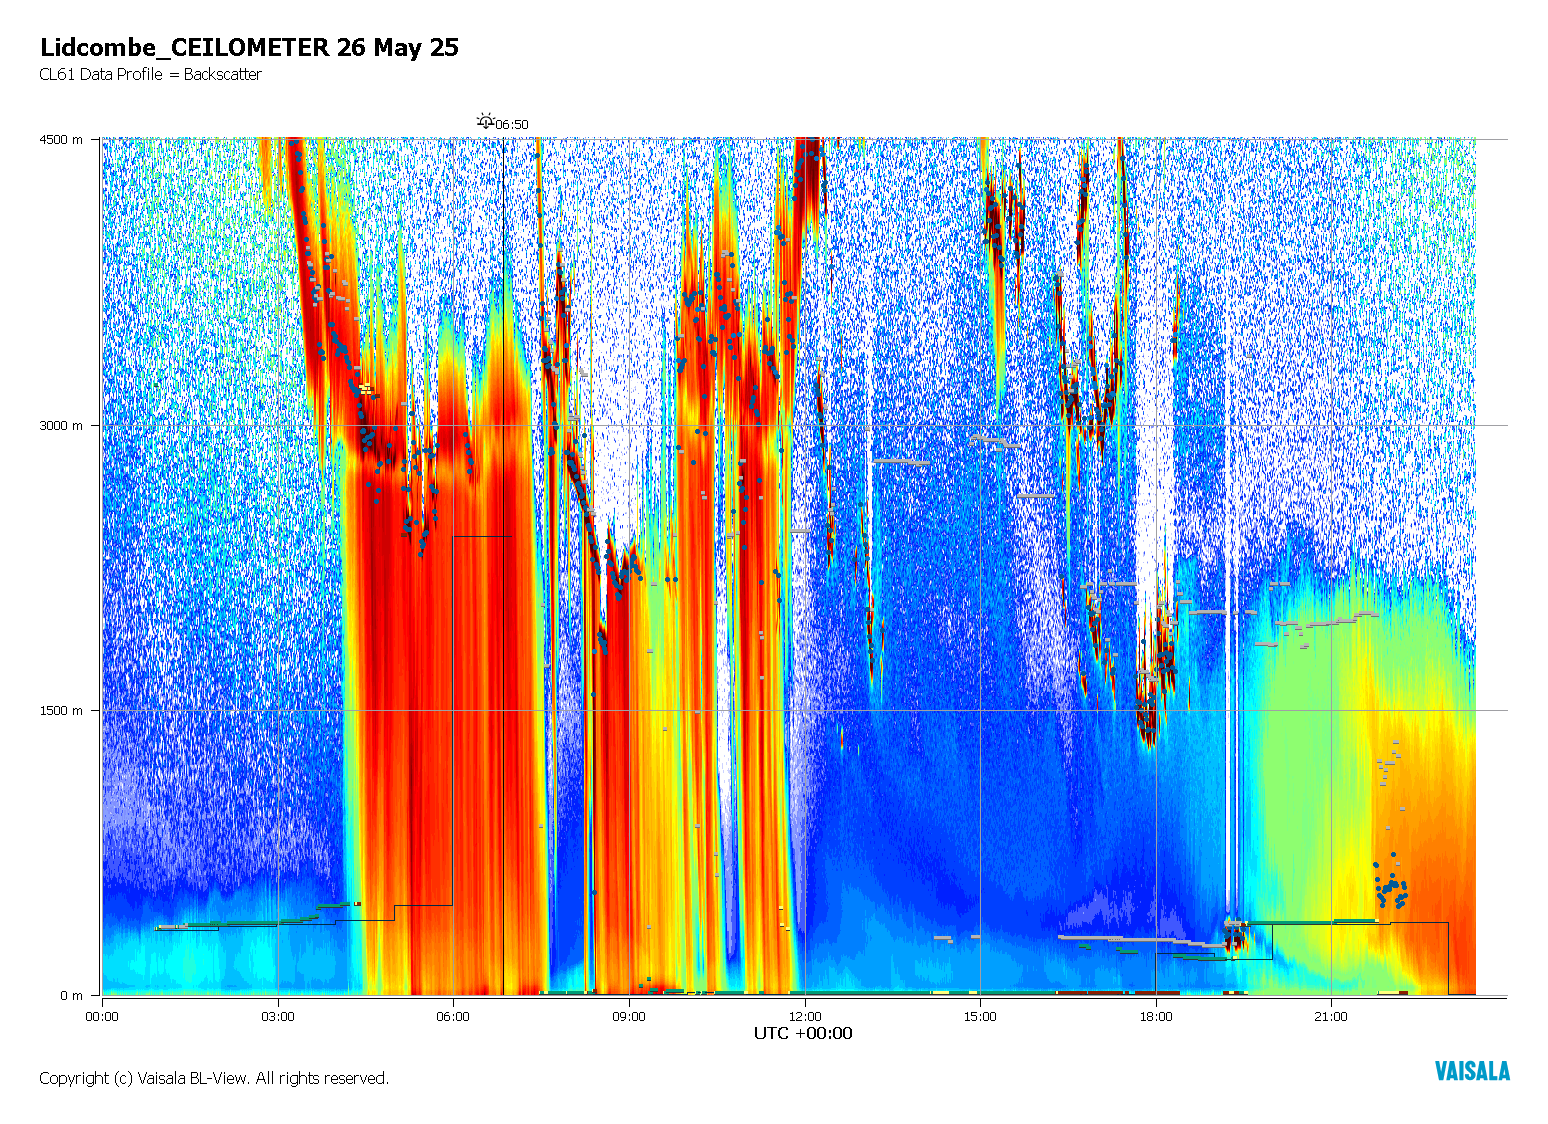 Lidcombe_CEILOMETER 26 May 25
CL61 Data Profile = Backscatter
06:50
4500 m
3000 m
1500 m
0 m
00:00 03:00 06:00 09:00 12:00 15:00 18:00 21:00
UTC +00:00
Copyright (c) Vaisala BL-View. All rights reserved.
VAISALA